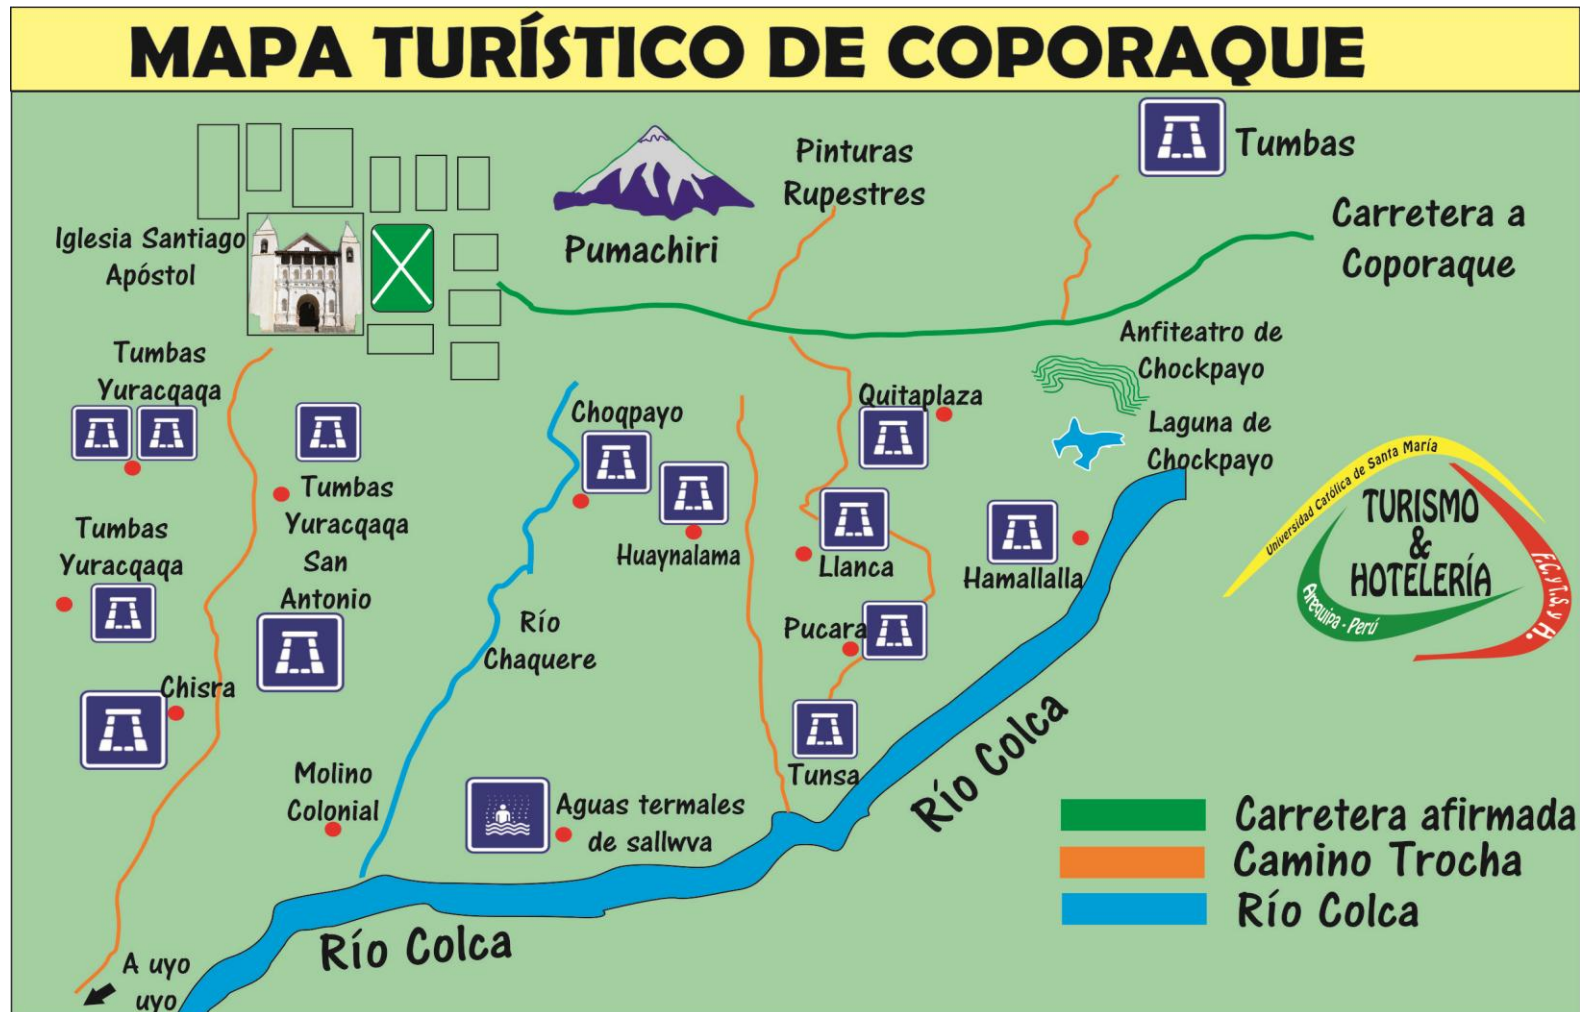 MAPA TURÍSTICO DE COPORAQUE
Pinturas
Rupestres
Tumbas
Carretera a
Coporaque
Iglesia Santiago
Apóstol
Pumachiri
Anfiteatro de
Chockpayo
Tumbas
Yuracqaqa
Choqpayo
Quitaplaza
Laguna de
Chockpayo
Tumbas
Yuracqaqa
San
Antonio
Tumbas
Yuracqaqa
Huaynalama
Llanca
Hamallalla
Río
Chaquere
Pucara
Chisra
Tunsa
Molino
Colonial
Aguas termales
de sallwva
Río Colca
Río Colca
A uyo
uyo
Universidad Católica de Santa María
TURISMO
&
HOTELERÍA
Arequipa - Perú
F.C. y T.S. y H.
Carretera afirmada
Camino Trocha
Río Colca